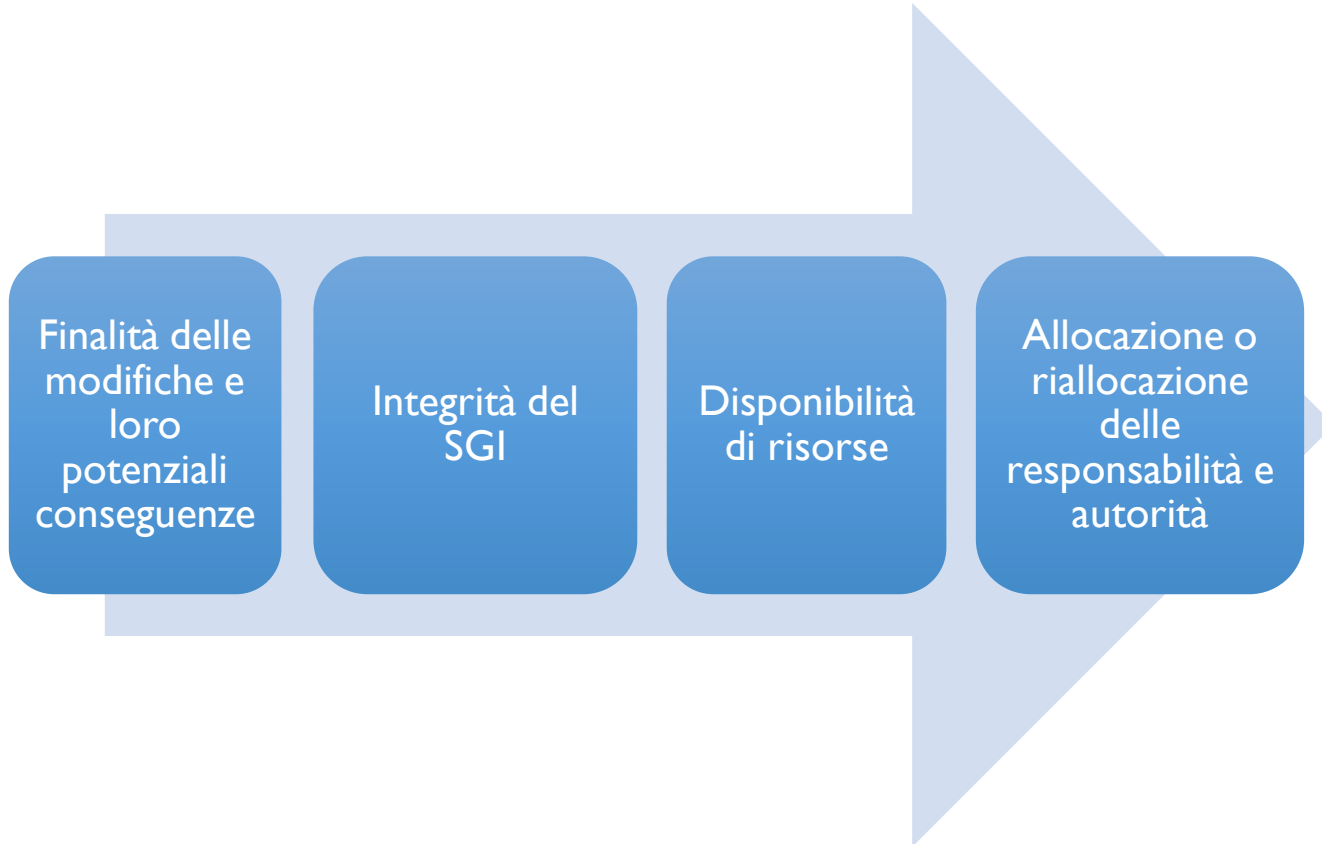 Finalità delle
modifiche e
loro
potenziali
conseguenze
Integrità del
SGI
Disponibilità
di risorse
Allocazione o
riallocazione
delle
responsabilità e
autorità